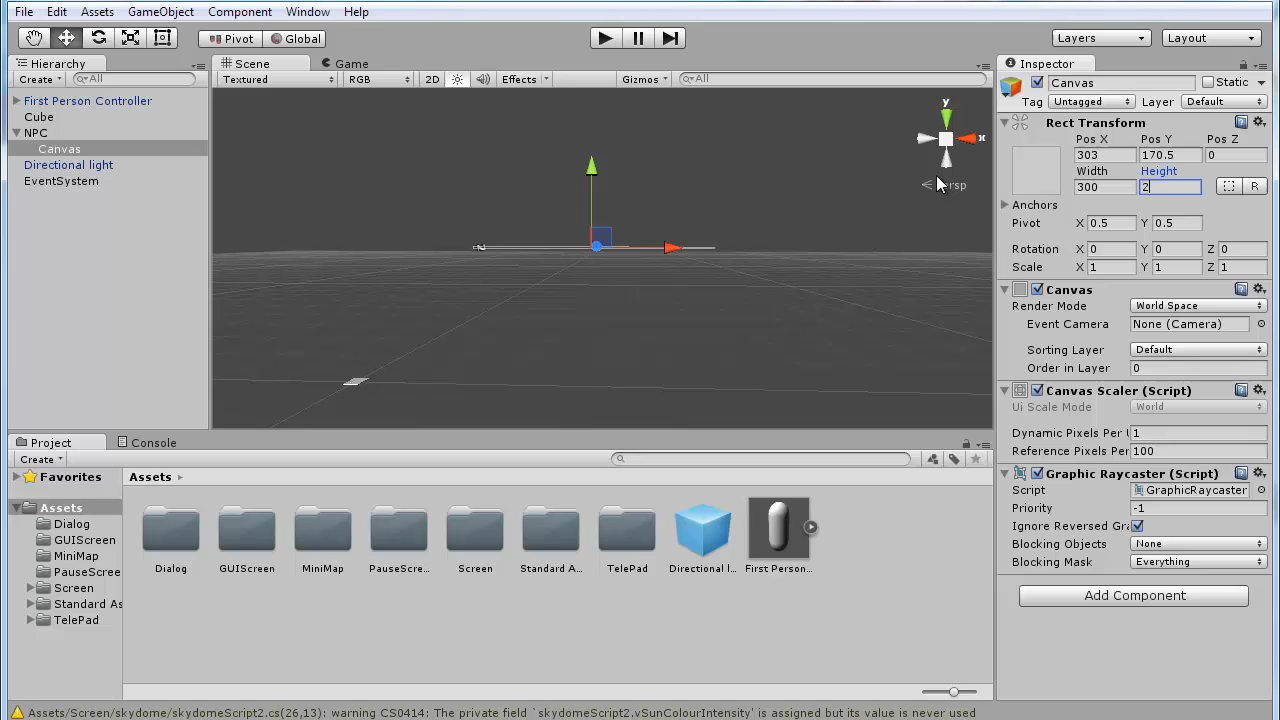 File Edit Assets GameObject Component Window Help
Pivot Global Layers Layout
Hierarchy
Create All
First Person Controller
Cube
NPC
Canvas
Directional light
EventSystem
Scene Game
Textured RGB 2D Effects Gizmos All
y
x
Persp
Inspector
Canvas Static
Tag Untagged Layer Default
Rect Transform
Pos X Pos Y Pos Z
303 170.5 0
Width Height
300 2 R
Anchors
Pivot X 0.5 Y 0.5
Rotation X 0 Y 0 Z 0
Scale X 1 Y 1 Z 1
Canvas
Render Mode World Space
Event Camera None (Camera)
Sorting Layer Default
Order in Layer 0
Canvas Scaler (Script)
Ui Scale Mode World
Dynamic Pixels Per U 1
Reference Pixels Per 100
Graphic Raycaster (Script)
Script GraphicRaycaster
Priority -1
Ignore Reversed Gra
Blocking Objects None
Blocking Mask Everything
Add Component
Project Console
Create
Favorites
Assets
Dialog
GUIScreen
MiniMap
PauseScree
Screen
Standard As
TelePad
Assets
Dialog GUIScreen MiniMap PauseScre... Screen Standard A... TelePad Directional l... First Person...
Assets/Screen/skydome/skydomeScript2.cs(26,13): warning CS0414: The private field `skydomeScript2.vSunColourIntensity' is assigned but its value is never used